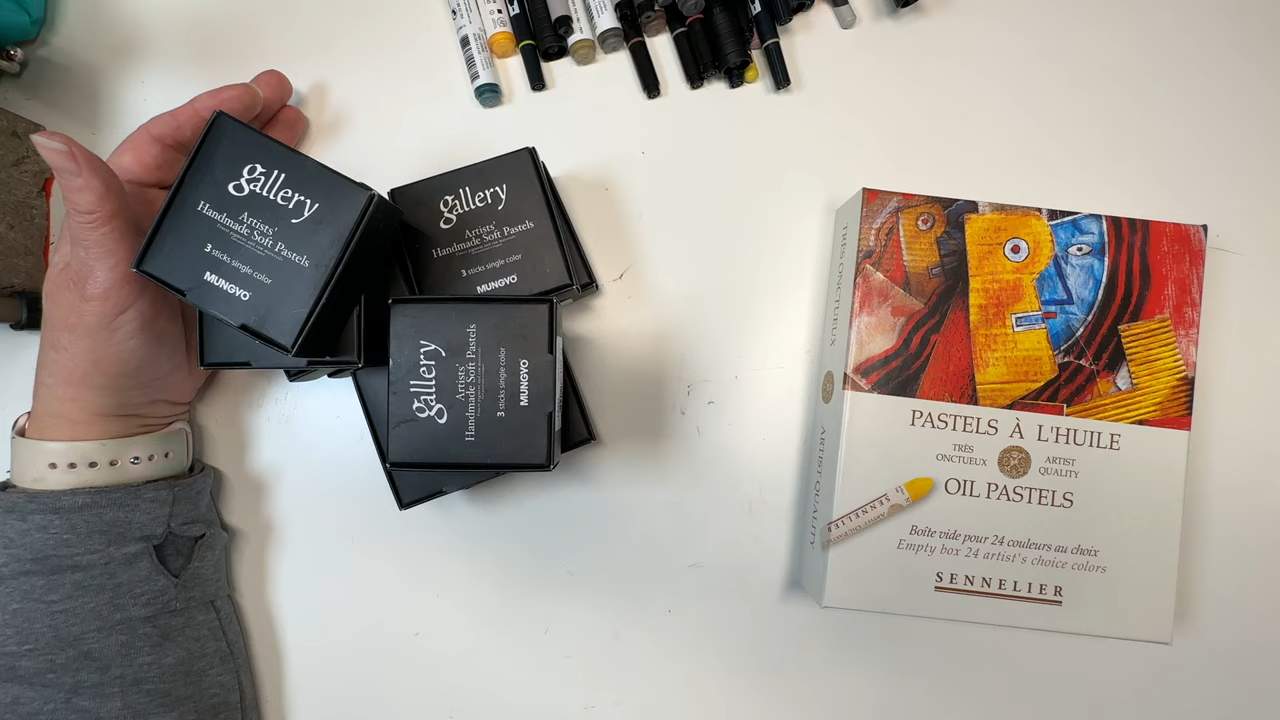 gallery
Artists'
Handmade Soft Pastels
3 sticks single color
MUNGYO
gallery
Artists'
Handmade Soft Pastels
3 sticks single color
MUNGYO
gallery
Artists'
Handmade Soft Pastels
3 sticks single color
MUNGYO
TRÈS ONCTUEUX
ARTIST QUALITY
PASTELS À L'HUILE
TRÈS
ONCTUEUX
ARTIST
QUALITY
OIL PASTELS
SENNELIER
Boîte vide pour 24 couleurs au choix
Empty box 24 artist's choice colors
SENNELIER